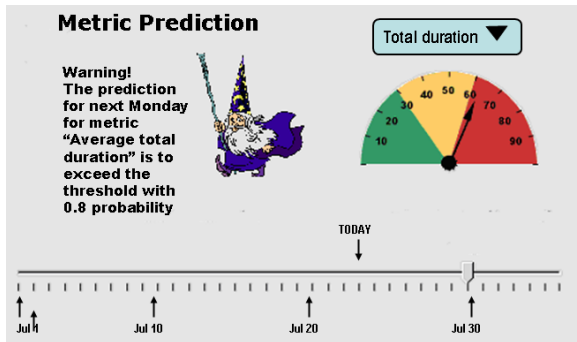 Metric Prediction
Total duration
Warning!
The prediction
for next Monday
for metric
“Average total
duration” is to
exceed the
threshold with
0.8 probability
10
30
40
50
60
70
80
90
TODAY
Jul 1
Jul 10
Jul 20
Jul 30